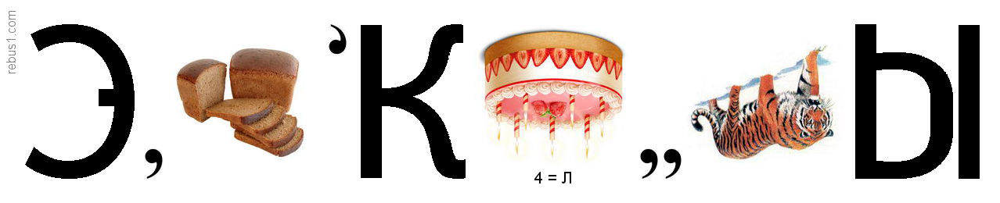 rebus1.com
Э , ‘ К ,, Ы
4 = Л